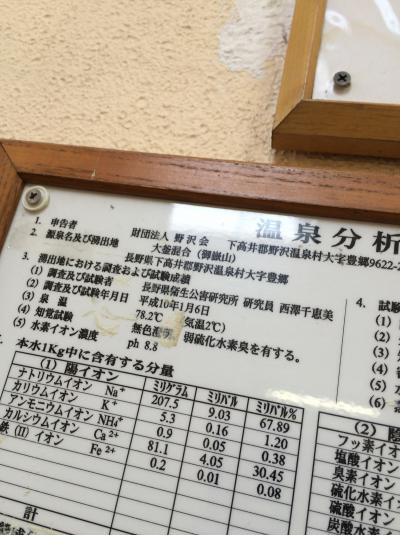 温泉分析
1. 申告者 財団法人 野沢会 下高井郡野沢温泉村大字豊郷9622-2
2. 源泉名及び湧出地 大釜混合(御嶽山)
長野県下高井郡野沢温泉村大字豊郷
3. 湧出地における調査および試験成績
(1) 調査及び試験者 長野県衛生公害研究所 研究員 西澤千恵美
(2) 調査及び試験年月日 平成10年1月6日
(3) 泉 温 78.2℃ (気温2℃)
(4) 知覚試験 無色 弱硫化水素臭を有する。
(5) 水素イオン濃度 ph 8.8
4. 試験
(1)
(2)
(3) 知
(4)
(5)
(6)
本水1Kg中に含有する分量
(1) 陽イオン ミリグラム ミリバル ミリバル%
ナトリウムイオン Na⁺ 207.5 9.03 67.89
カリウムイオン K⁺ 5.3 0.16 1.20
アンモニウムイオン NH4⁺ 0.9 0.05 0.38
カルシウムイオン Ca²⁺ 81.1 4.05 30.45
鉄(II)イオン Fe²⁺ 0.2 0.01 0.08
計
(2) 陰
フッ素イオン
塩酸イオン
臭素イオン
硫化水素
硫酸イオン
炭酸水素